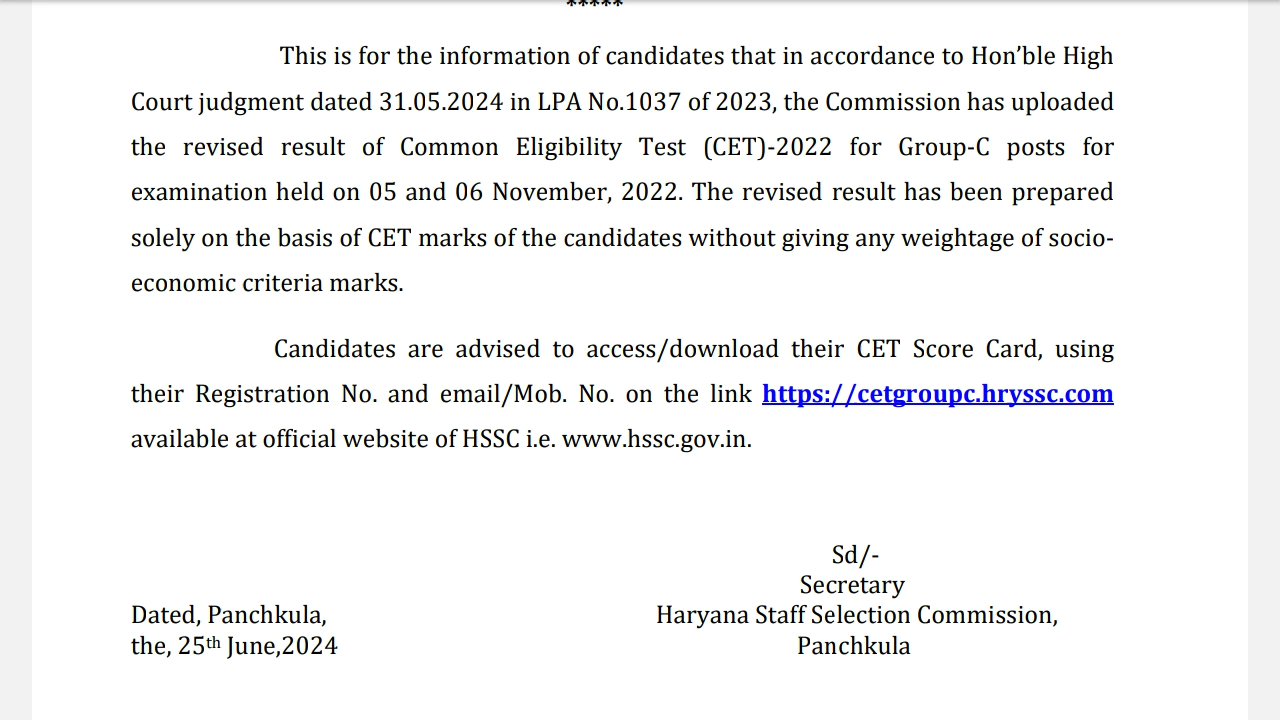 *****
This is for the information of candidates that in accordance to Hon’ble High
Court judgment dated 31.05.2024 in LPA No.1037 of 2023, the Commission has uploaded
the revised result of Common Eligibility Test (CET)-2022 for Group-C posts for
examination held on 05 and 06 November, 2022. The revised result has been prepared
solely on the basis of CET marks of the candidates without giving any weightage of socio-
economic criteria marks.
Candidates are advised to access/download their CET Score Card, using
their Registration No. and email/Mob. No. on the link https://cetgroupc.hryssc.com
available at official website of HSSC i.e. www.hssc.gov.in.
Sd/-
Secretary
Dated, Panchkula, Haryana Staff Selection Commission,
the, 25th June,2024 Panchkula